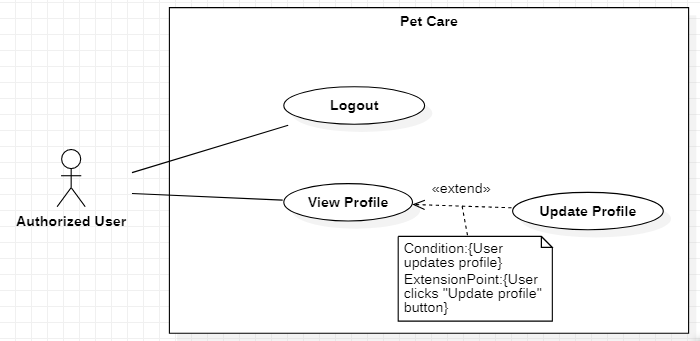 Pet Care
Logout
Authorized User
View Profile
«extend»
Update Profile
Condition:{User
updates profile}
ExtensionPoint:{User
clicks "Update profile"
button}